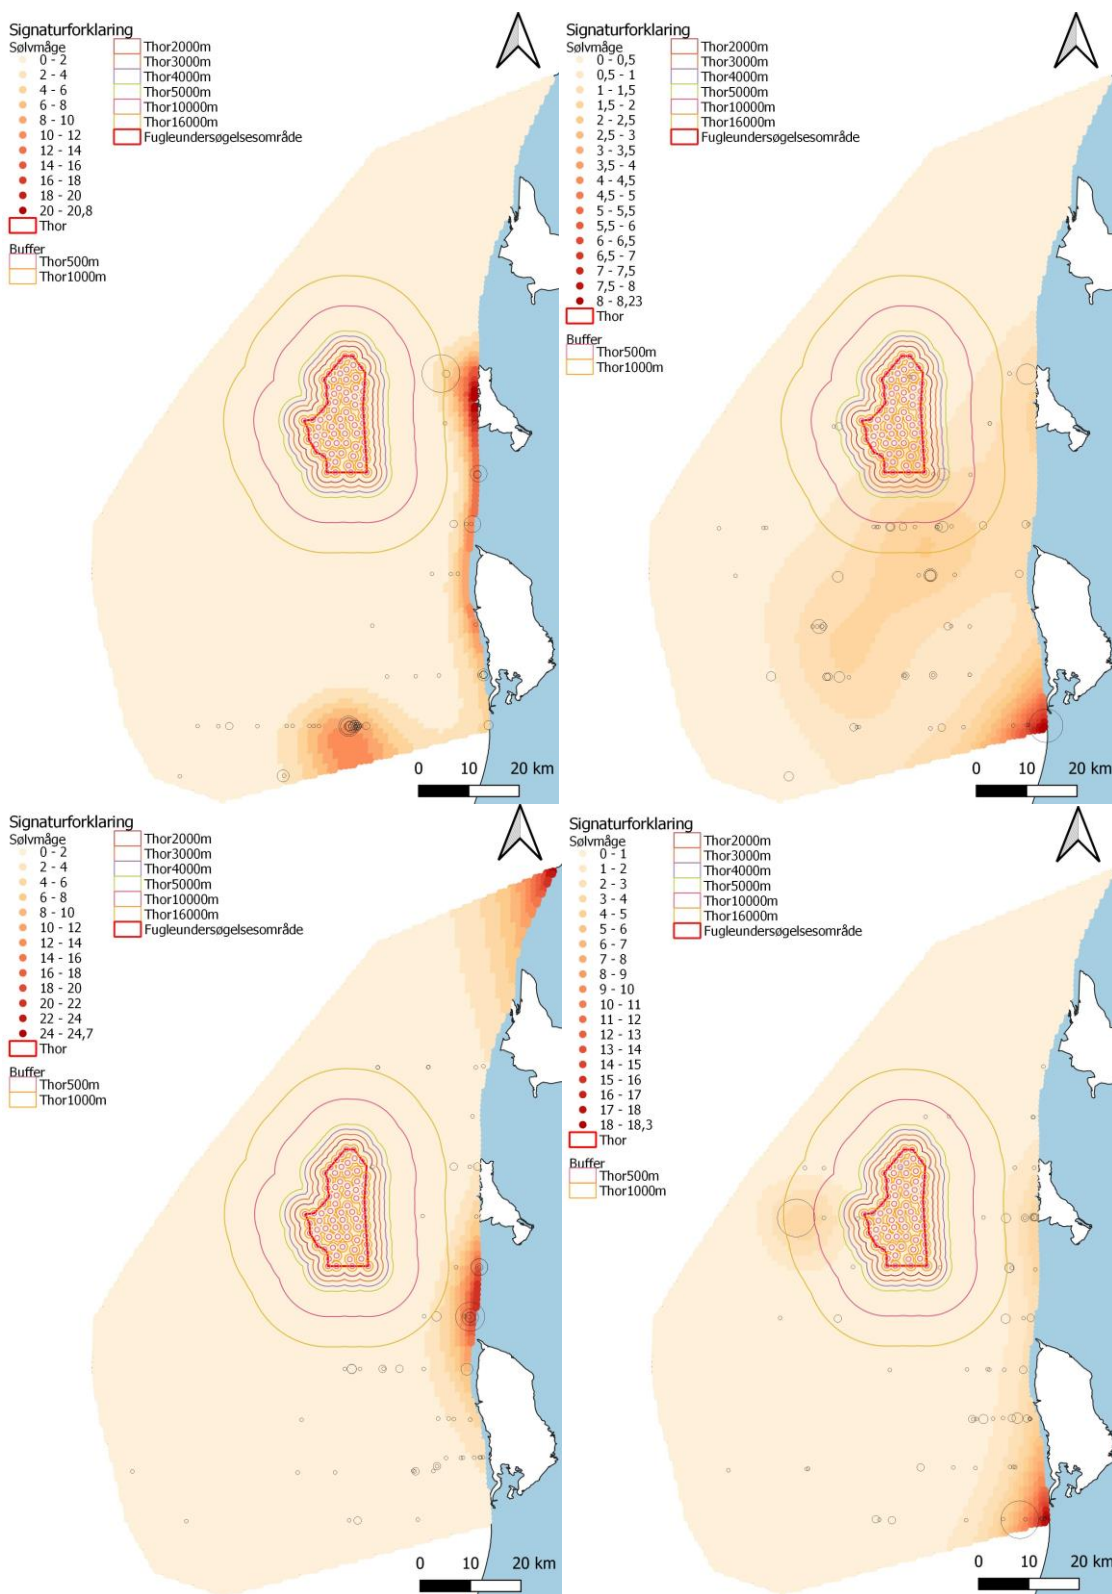 Signaturforklaring
Sølvmåge
0 - 2
2 - 4
4 - 6
6 - 8
8 - 10
10 - 12
12 - 14
14 - 16
16 - 18
18 - 20
20 - 20,8
Thor
Buffer
Thor500m
Thor1000m
Thor2000m
Thor3000m
Thor4000m
Thor5000m
Thor10000m
Thor16000m
Fugleundersøgelsesområde
0 10 20 km
Signaturforklaring
Sølvmåge
0 - 0,5
0,5 - 1
1 - 1,5
1,5 - 2
2 - 2,5
2,5 - 3
3 - 3,5
3,5 - 4
4 - 4,5
4,5 - 5
5 - 5,5
5,5 - 6
6 - 6,5
6,5 - 7
7 - 7,5
7,5 - 8
8 - 8,23
Thor
Buffer
Thor500m
Thor1000m
Thor2000m
Thor3000m
Thor4000m
Thor5000m
Thor10000m
Thor16000m
Fugleundersøgelsesområde
0 10 20 km
Signaturforklaring
Sølvmåge
0 - 2
2 - 4
4 - 6
6 - 8
8 - 10
10 - 12
12 - 14
14 - 16
16 - 18
18 - 20
20 - 22
22 - 24
24 - 24,7
Thor
Buffer
Thor500m
Thor1000m
Thor2000m
Thor3000m
Thor4000m
Thor5000m
Thor10000m
Thor16000m
Fugleundersøgelsesområde
0 10 20 km
Signaturforklaring
Sølvmåge
0 - 1
1 - 2
2 - 3
3 - 4
4 - 5
5 - 6
6 - 7
7 - 8
8 - 9
9 - 10
10 - 11
11 - 12
12 - 13
13 - 14
14 - 15
15 - 16
16 - 17
17 - 18
18 - 18,3
Thor
Buffer
Thor500m
Thor1000m
Thor2000m
Thor3000m
Thor4000m
Thor5000m
Thor10000m
Thor16000m
Fugleundersøgelsesområde
0 10 20 km